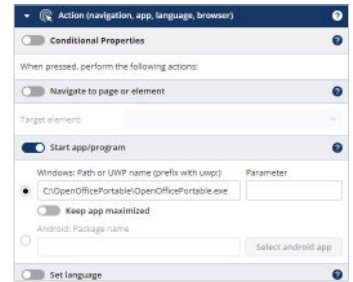 Action (navigation, app, language, browser)
Conditional Properties
When pressed, perform the following actions:
Navigate to page or element
Target element:
Start app/program
Windows: Path or UWP name (prefix with uwp:) Parameter
C:\OpenOfficePortable\OpenOfficePortable.exe
Keep app maximized
Android: Package name
Select android app
Set language